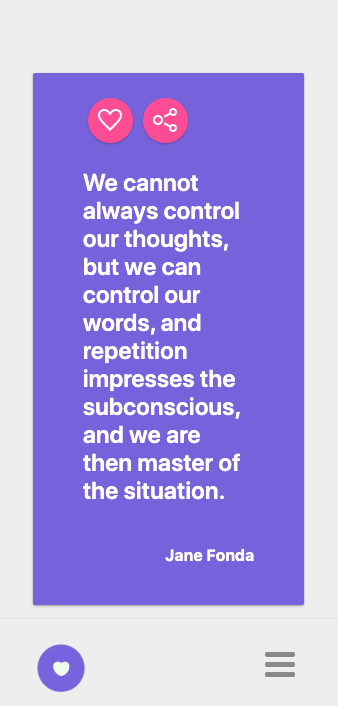 We cannot
always control
our thoughts,
but we can
control our
words, and
repetition
impresses the
subconscious,
and we are
then master of
the situation.
Jane Fonda